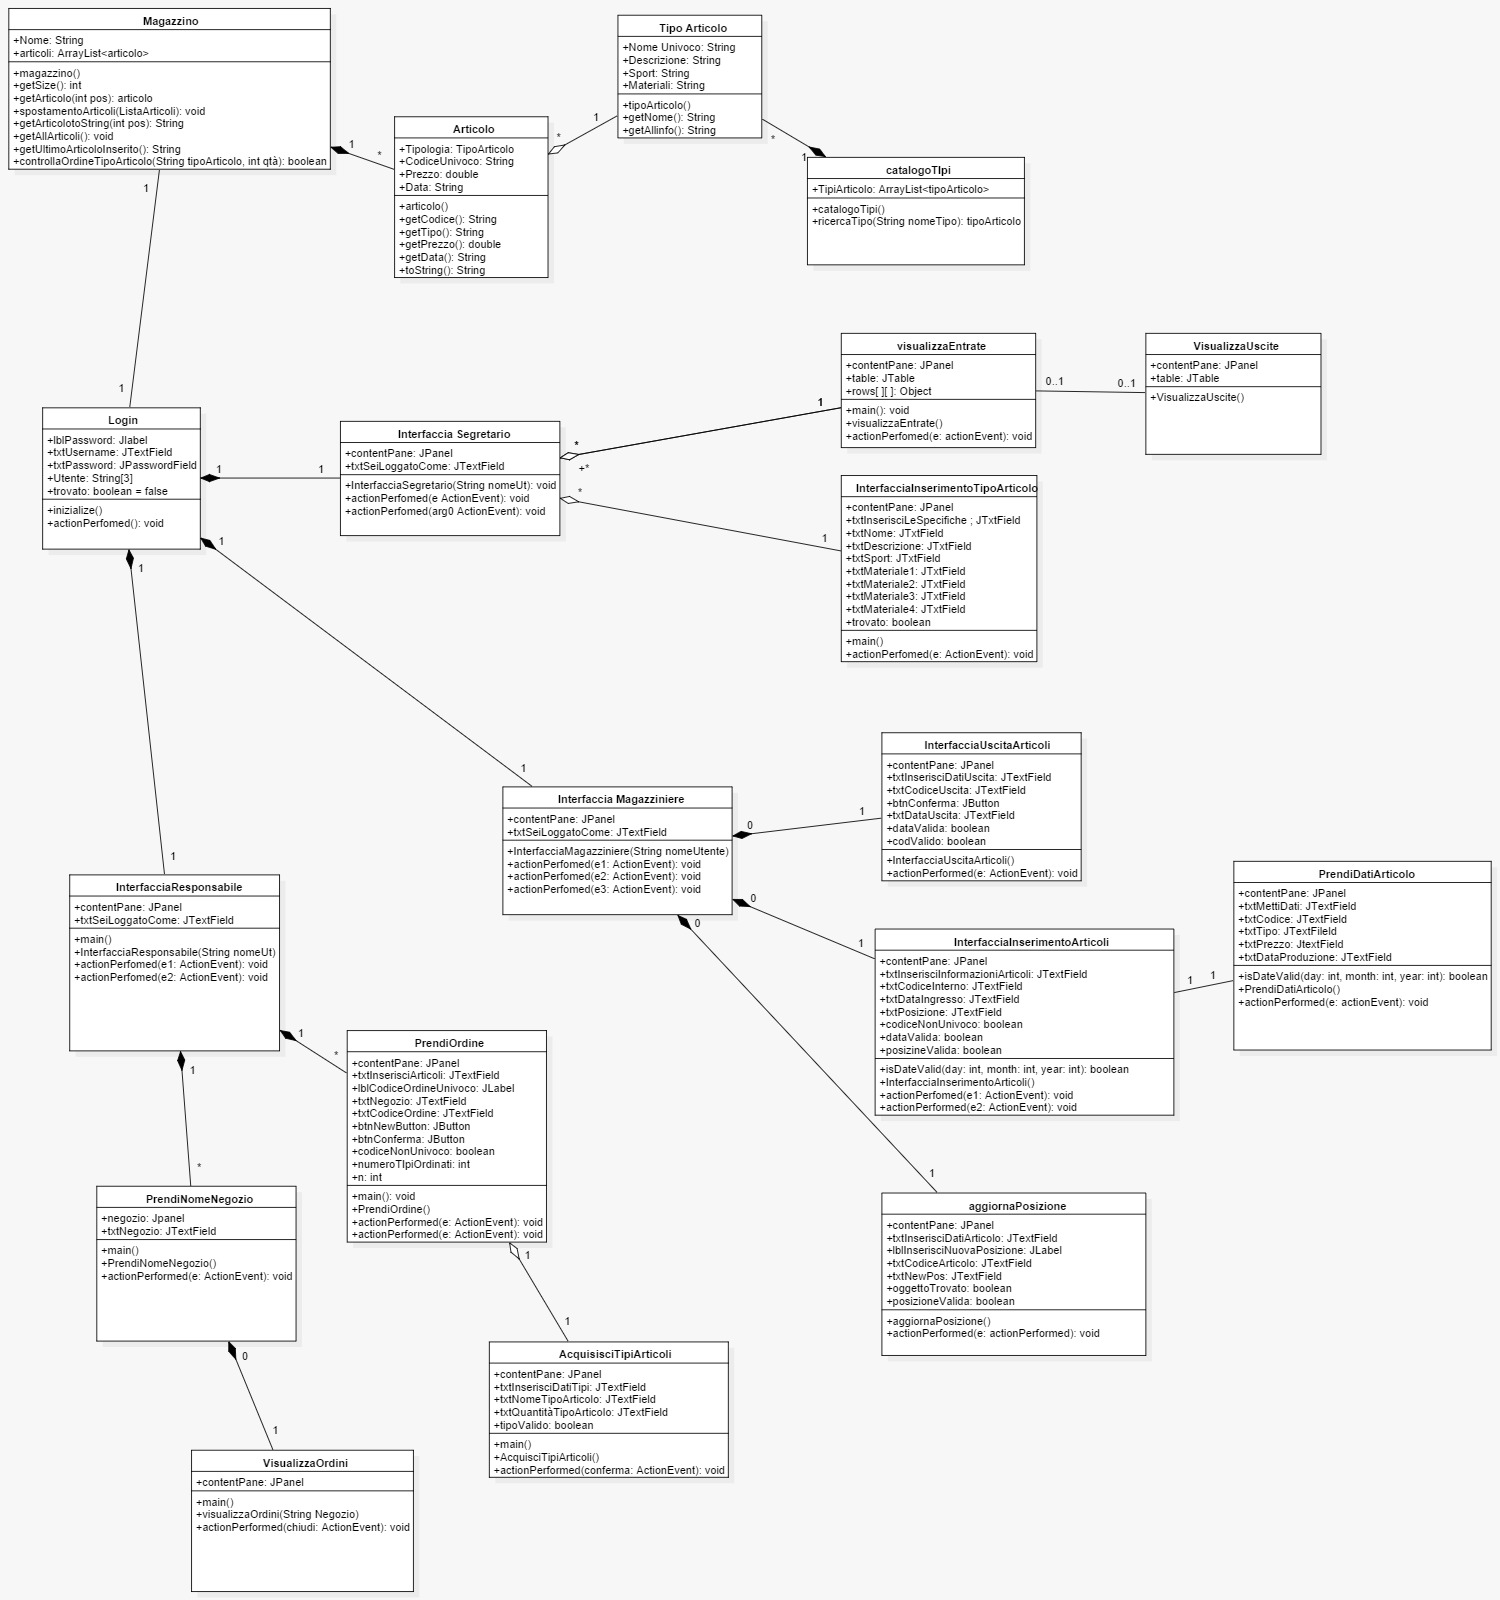 Magazzino
+Nome: String
+articoli: ArrayList<articolo>
+magazzino()
+getSize(): int
+getArticolo(int pos): articolo
+spostamentoArticoli(ListaArticoli): void
+getArticolotoString(int pos): String
+getAllArticoli(): void
+getUltimoArticoloInserito(): String
+controllaOrdineTipoArticolo(String tipoArticolo, int qtà): boolean
1
*
1
1
Articolo
+Tipologia: TipoArticolo
+CodiceUnivoco: String
+Prezzo: double
+Data: String
+articolo()
+getCodice(): String
+getTipo(): String
+getPrezzo(): double
+getData(): String
+toString(): String
*
1
Tipo Articolo
+Nome Univoco: String
+Descrizione: String
+Sport: String
+Materiali: String
+tipoArticolo()
+getNome(): String
+getAllinfo(): String
*
1
catalogoTIpi
+TipiArticolo: ArrayList<tipoArticolo>
+catalogoTipi()
+ricercaTipo(String nomeTipo): tipoArticolo
Login
+lblPassword: Jlabel
+txtUsername: JTextField
+txtPassword: JPasswordField
+Utente: String[3]
+trovato: boolean = false
+inizialize()
+actionPerfomed(): void
1
1
1
1
1
1
Interfaccia Segretario
+contentPane: JPanel
+txtSeiLoggatoCome: JTextField
+InterfaciaSegretario(String nomeUt): void
+actionPerfomed(e ActionEvent): void
+actionPerfomed(arg0 ActionEvent): void
*
+*
1
*
1
visualizzaEntrate
+contentPane: JPanel
+table: JTable
+rows[ ][ ]: Object
+main(): void
+visualizzaEntrate()
+actionPerfomed(e: actionEvent): void
0..1
0..1
VisualizzaUscite
+contentPane: JPanel
+table: JTable
+VisualizzaUscite()
InterfacciaInserimentoTipoArticolo
+contentPane: JPanel
+txtInserisciLeSpecifiche ; JTxtField
+txtNome: JTxtField
+txtDescrizione: JTxtField
+txtSport: JTxtField
+txtMateriale1: JTxtField
+txtMateriale2: JTxtField
+txtMateriale3: JTxtField
+txtMateriale4: JTxtField
+trovato: boolean
+main()
+actionPerfomed(e: ActionEvent): void
Interfaccia Magazziniere
+contentPane: JPanel
+txtSeiLoggatoCome: JTextField
+InterfacciaMagazziniere(String nomeUtente)
+actionPerfomed(e1: ActionEvent): void
+actionPerfomed(e2: ActionEvent): void
+actionPerfomed(e3: ActionEvent): void
0
1
0
1
0
1
InterfacciaUscitaArticoli
+contentPane: JPanel
+txtInserisciDatiUscita: JTextField
+txtCodiceUscita: JTextField
+btnConferma: JButton
+txtDataUscita: JTextField
+dataValida: boolean
+codValido: boolean
+InterfacciaUscitaArticoli()
+actionPerformed(e: ActionEvent): void
InterfacciaInserimentoArticoli
+contentPane: JPanel
+txtInserisciInformazioniArticoli: JTextField
+txtCodiceInterno: JTextField
+txtDataIngresso: JTextField
+txtPosizione: JTextField
+codiceNonUnivoco: boolean
+dataValida: boolean
+posizineValida: boolean
+isDateValid(day: int, month: int, year: int): boolean
+InterfacciaInserimentoArticoli()
+actionPerfomed(e1: ActionEvent): void
+actionPerformed(e2: ActionEvent): void
1
1
PrendiDatiArticolo
+contentPane: JPanel
+txtMettiDati: JTextField
+txtCodice: JTextField
+txtTipo: JTextFileld
+txtPrezzo: JtextField
+txtDataProduzione: JTextField
+isDateValid(day: int, month: int, year: int): boolean
+PrendiDatiArticolo()
+actionPerformed(e: actionEvent): void
aggiornaPosizione
+contentPane: JPanel
+txtInserisciDatiArticolo: JTextField
+lblInserisciNuovaPosizione: JLabel
+txtCodiceArticolo: JTextField
+txtNewPos: JTextField
+oggettoTrovato: boolean
+posizioneValida: boolean
+aggiornaPosizione()
+actionPerformed(e: actionPerformed): void
InterfacciaResponsabile
+contentPane: JPanel
+txtSeiLoggatoCome: JTextField
+main()
+InterfacciaResponsabile(String nomeUt)
+actionPerfomed(e1: ActionEvent): void
+actionPerfomed(e2: ActionEvent): void
1
*
1
*
PrendiOrdine
+contentPane: JPanel
+txtInserisciArticoli: JTextField
+lblCodiceOrdineUnivoco: JLabel
+txtNegozio: JTextField
+txtCodiceOrdine: JTextField
+btnNewButton: JButton
+btnConferma: JButton
+codiceNonUnivoco: boolean
+numeroTIpiOrdinati: int
+n: int
+main(): void
+PrendiOrdine()
+actionPerformed(e: ActionEvent): void
+actionPerformed(e: ActionEvent): void
1
1
PrendiNomeNegozio
+negozio: Jpanel
+txtNegozio: JTextField
+main()
+PrendiNomeNegozio()
+actionPerformed(e: ActionEvent): void
0
1
AcquisisciTipiArticoli
+contentPane: JPanel
+txtInserisciDatiTipi: JTextField
+txtNomeTipoArticolo: JTextField
+txtQuantitàTipoArticolo: JTextField
+tipoValido: boolean
+main()
+AcquisciTipiArticoli()
+actionPerformed(conferma: ActionEvent): void
VisualizzaOrdini
+contentPane: JPanel
+main()
+visualizzaOrdini(String Negozio)
+actionPerformed(chiudi: ActionEvent): void